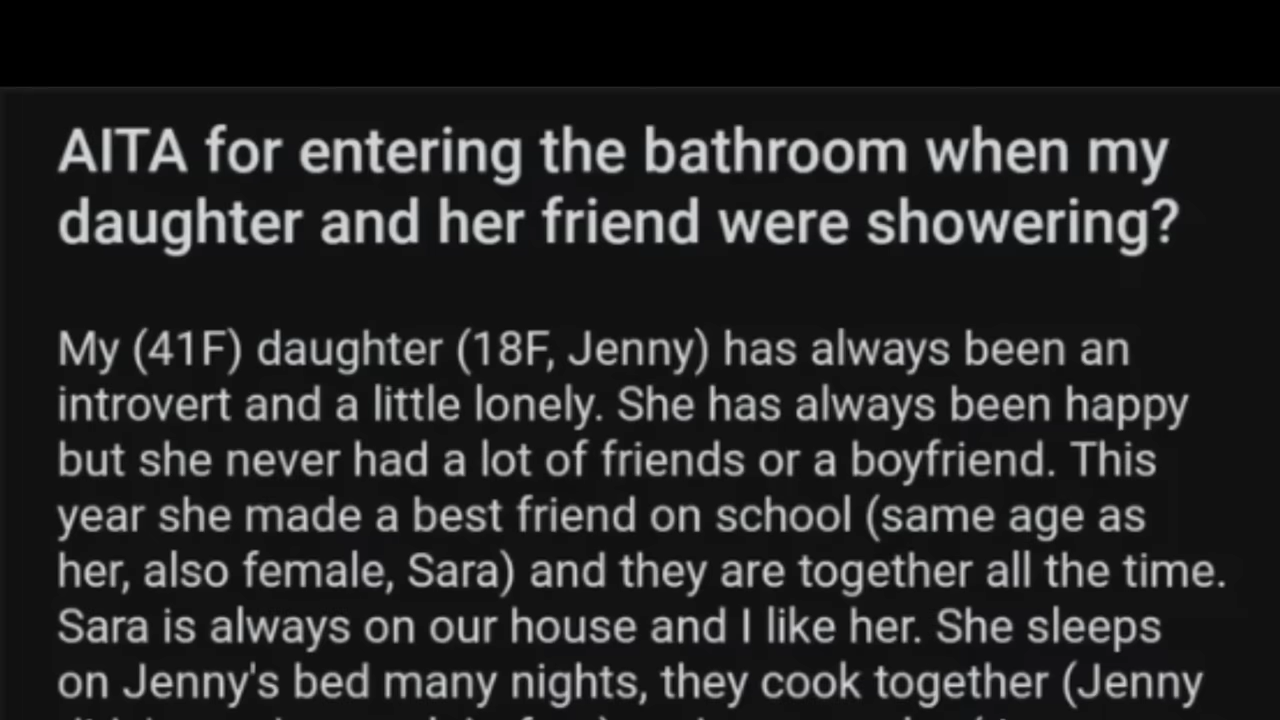 AITA for entering the bathroom when my
daughter and her friend were showering?
My (41F) daughter (18F, Jenny) has always been an
introvert and a little lonely. She has always been happy
but she never had a lot of friends or a boyfriend. This
year she made a best friend on school (same age as
her, also female, Sara) and they are together all the time.
Sara is always on our house and I like her. She sleeps
on Jenny's bed many nights, they cook together (Jenny